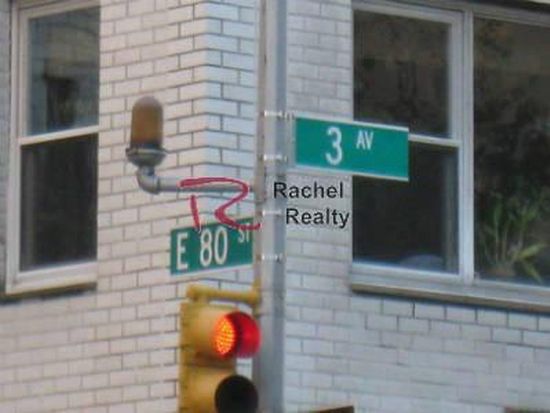 3 AV
Rachel
Realty
E 80 ST